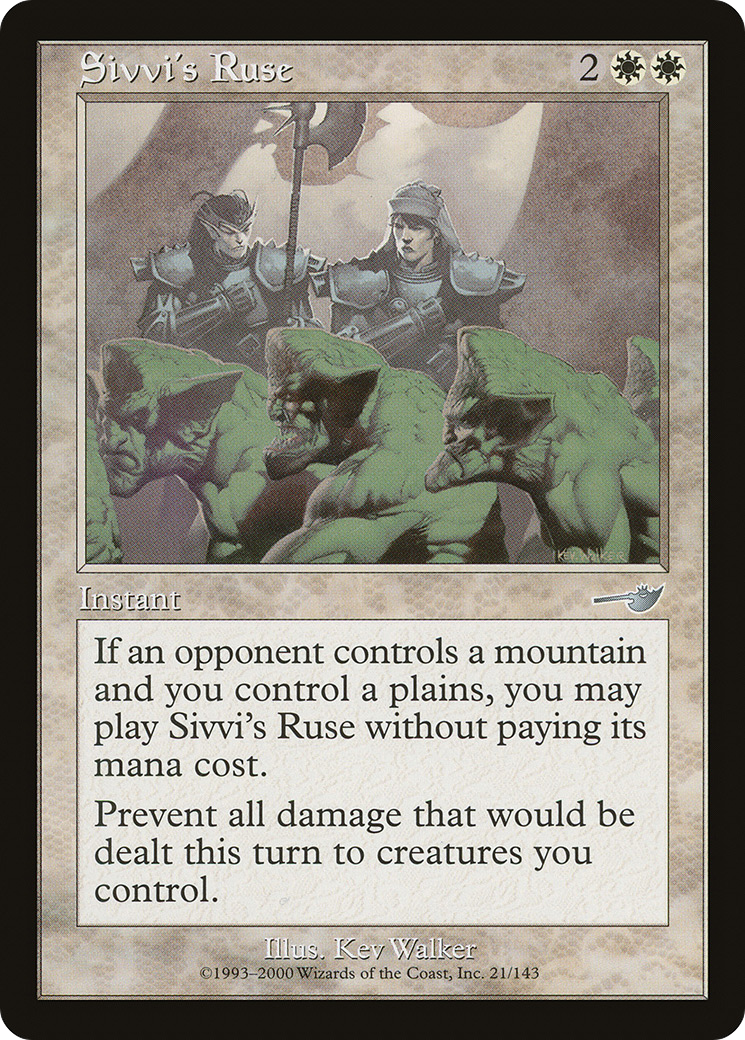 Sivvi's Ruse 2
KEV WALKER
Instant
If an opponent controls a mountain
and you control a plains, you may
play Sivvi's Ruse without paying its
mana cost.
Prevent all damage that would be
dealt this turn to creatures you
control.
Illus. Kev Walker
©1993–2000 Wizards of the Coast, Inc. 21/143